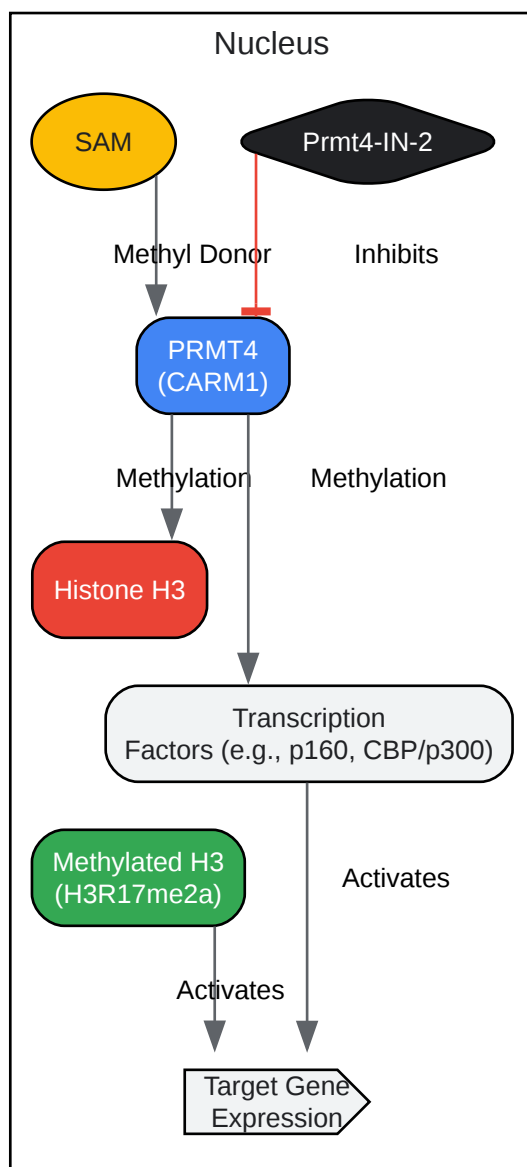 Nucleus
SAM
Prmt4-IN-2
Methyl Donor
Inhibits
PRMT4
(CARM1)
Methylation
Methylation
Histone H3
Transcription
Factors (e.g., p160, CBP/p300)
Methylated H3
(H3R17me2a)
Activates
Activates
Target Gene
Expression